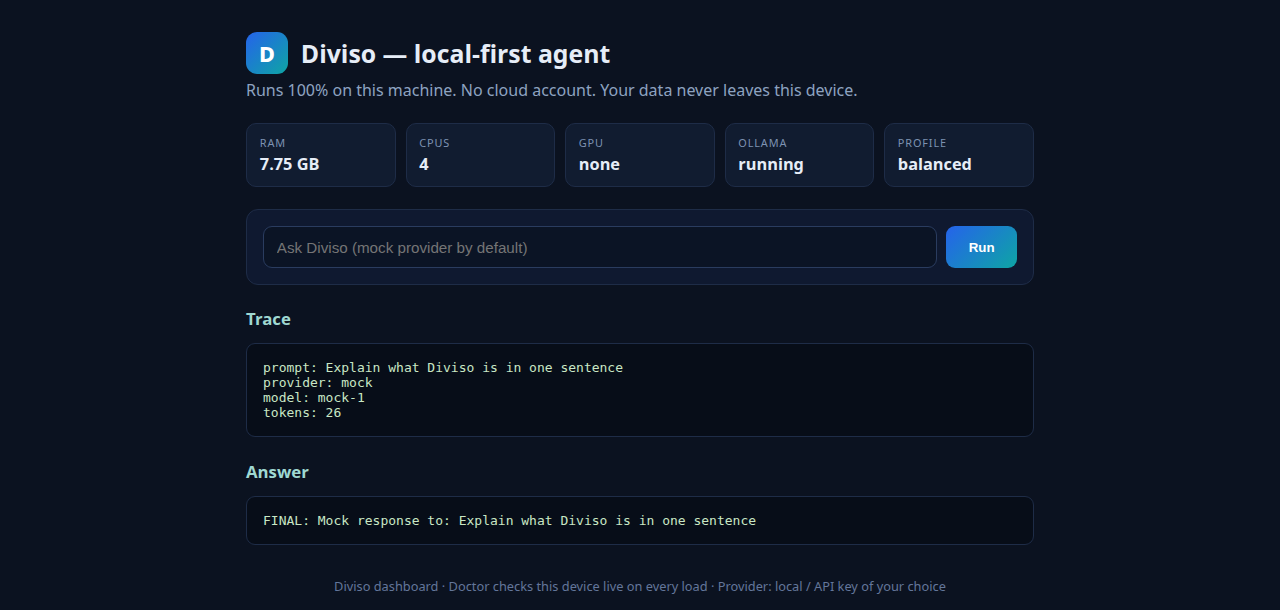 D
Diviso — local-first agent
Runs 100% on this machine. No cloud account. Your data never leaves this device.
RAM
7.75 GB
CPUS
4
GPU
none
OLLAMA
running
PROFILE
balanced
Ask Diviso (mock provider by default)
Run
Trace
prompt: Explain what Diviso is in one sentence
provider: mock
model: mock-1
tokens: 26
Answer
FINAL: Mock response to: Explain what Diviso is in one sentence
Diviso dashboard · Doctor checks this device live on every load · Provider: local / API key of your choice